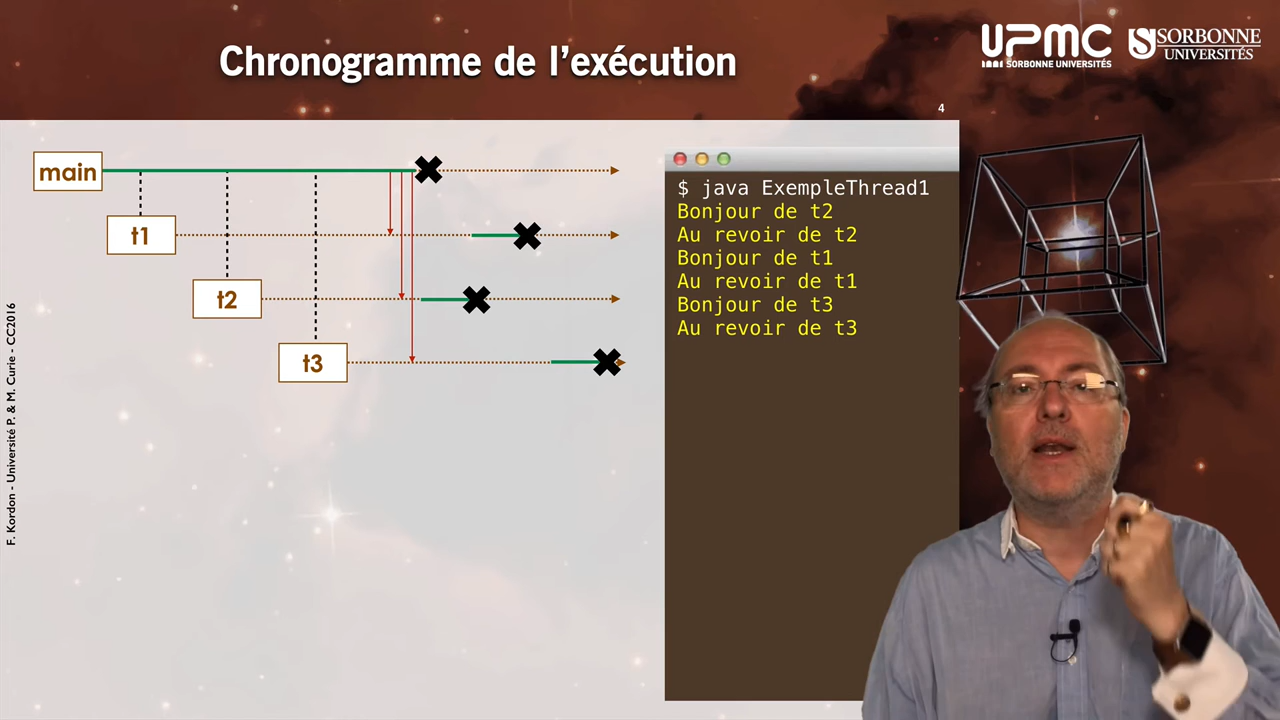 Chronogramme de l'exécution
UPMC
SORBONNE UNIVERSITÉS
SORBONNE
UNIVERSITÉS
4
main
t1
t2
t3
$ java ExempleThread1
Bonjour de t2
Au revoir de t2
Bonjour de t1
Au revoir de t1
Bonjour de t3
Au revoir de t3
F. Kordon - Université P. & M. Curie - CC2016